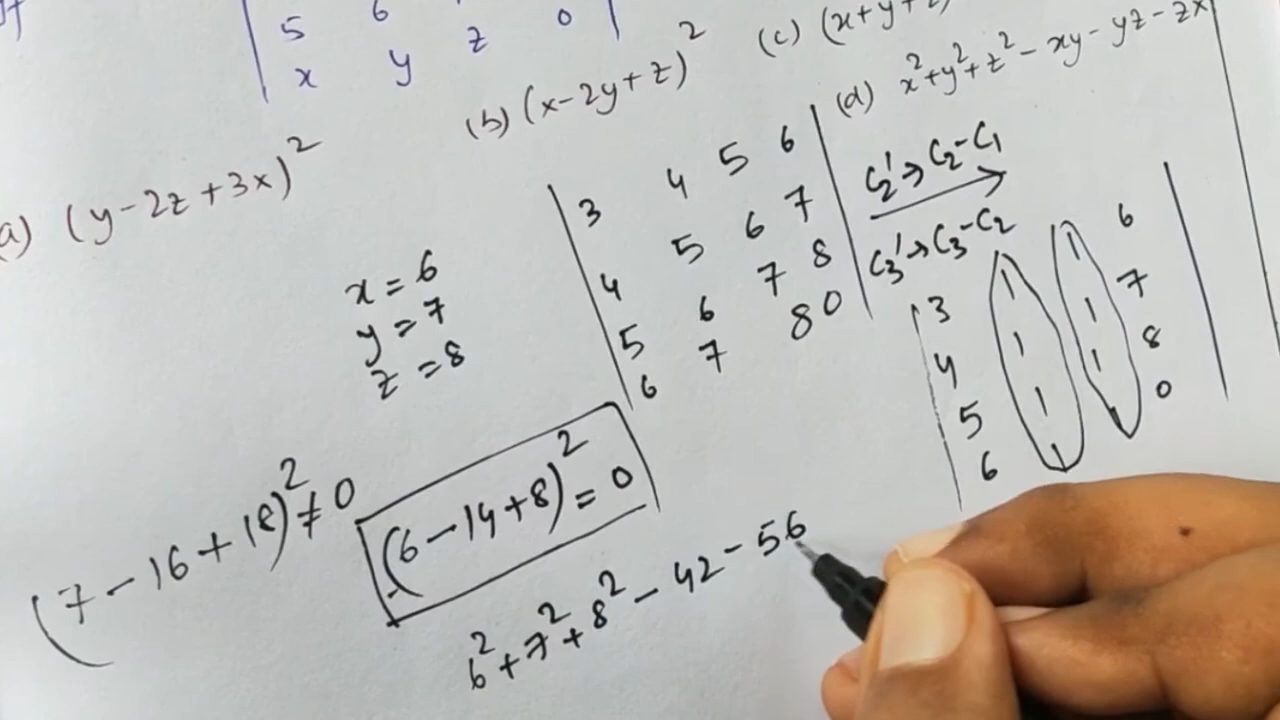 5 6
x y z 0
(a) (y-2z+3x)²
(b) (x-2y+z)²
(c) (x+y+z)
(d) x²+y²+z²-xy-yz-zx
x=6
y=7
z=8
3 4 5 6
4 5 6 7
5 6 7 8
6 7 8 0
C₂'→C₂-C₁
C₃'→C₃-C₂
3 1 1 6
4 1 1 7
5 1 1 8
6 1 1 0
(7-16+18)²≠0
(6-14+8)²=0
6²+7²+8²-42-56